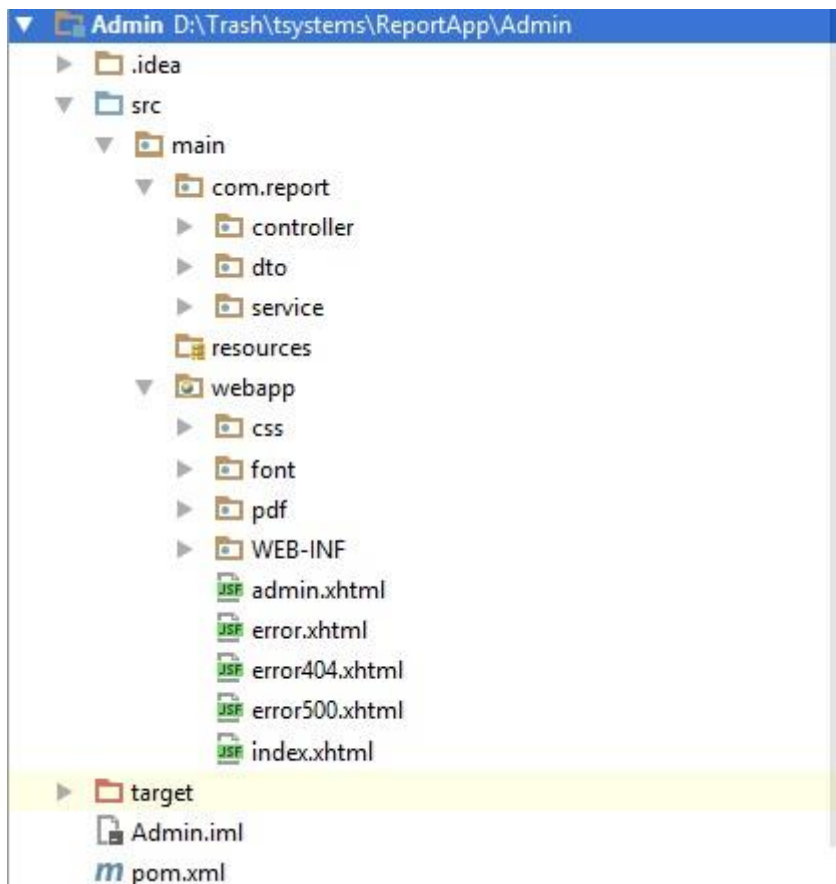 Admin D:\Trash\tsystems\ReportApp\Admin
.idea
src
main
com.report
controller
dto
service
resources
webapp
css
font
pdf
WEB-INF
JSF admin.xhtml
JSF error.xhtml
JSF error404.xhtml
JSF error500.xhtml
JSF index.xhtml
target
Admin.iml
m pom.xml